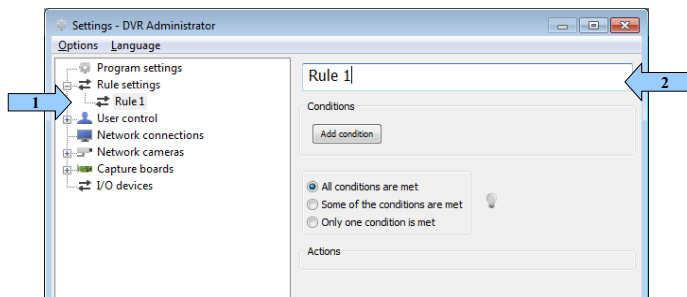 Settings - DVR Administrator
Options Language
Program settings
Rule settings
Rule 1
User control
Network connections
Network cameras
Capture boards
I/O devices
1
Rule 1
2
Conditions
Add condition
All conditions are met
Some of the conditions are met
Only one condition is met
Actions